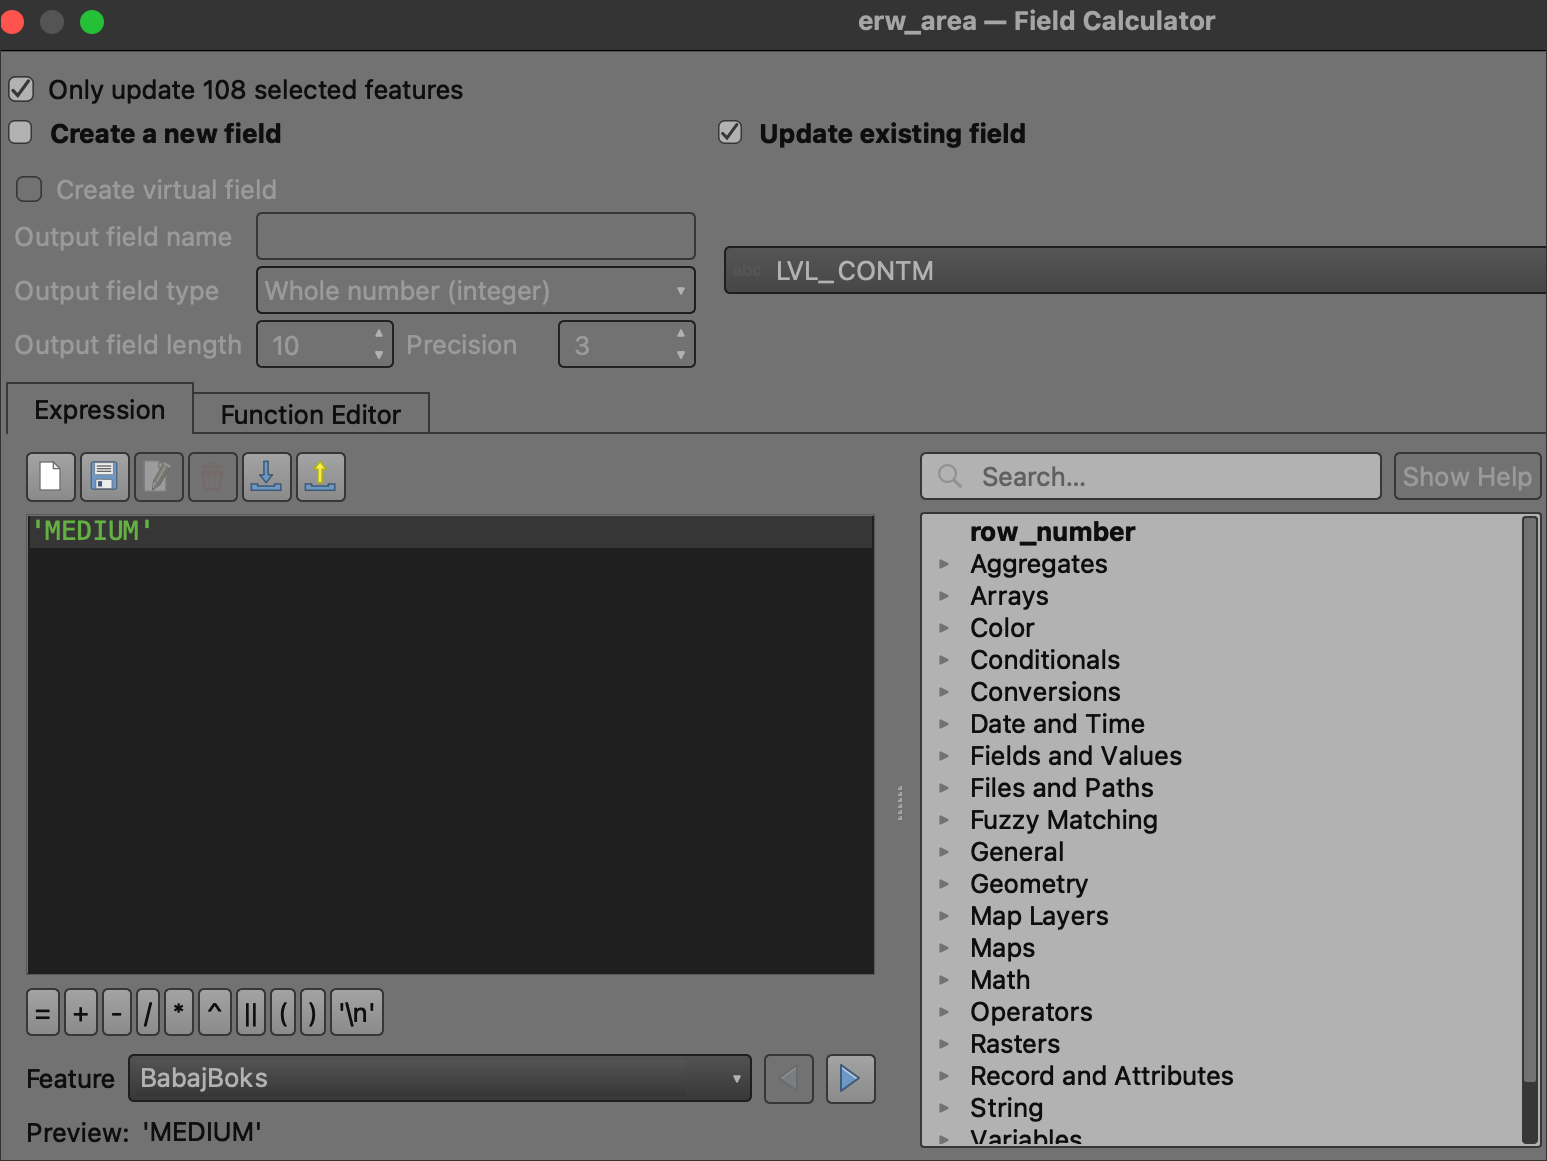 erw_area — Field Calculator
Only update 108 selected features
Create a new field
Update existing field
Create virtual field
Output field name
abc LVL_CONTM
Output field type Whole number (integer)
Output field length 10 Precision 3
Expression Function Editor
Search... Show Help
'MEDIUM'
row_number
Aggregates
Arrays
Color
Conditionals
Conversions
Date and Time
Fields and Values
Files and Paths
Fuzzy Matching
General
Geometry
Map Layers
Maps
Math
Operators
Rasters
Record and Attributes
String
Variables
= + - / * ^ || ( ) '\n'
Feature BabajBoks
Preview: 'MEDIUM'